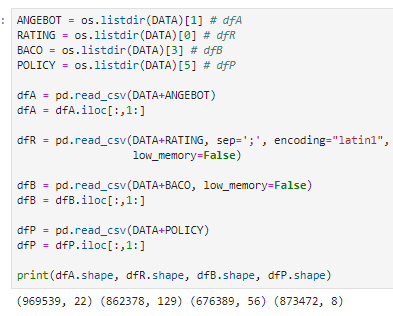 : ANGEBOT = os.listdir(DATA)[1] # dfA
RATING = os.listdir(DATA)[0] # dfR
BACO = os.listdir(DATA)[3] # dfB
POLICY = os.listdir(DATA)[5] # dfP
dfA = pd.read_csv(DATA+ANGEBOT)
dfA = dfA.iloc[:,1:]
dfR = pd.read_csv(DATA+RATING, sep=';', encoding="latin1",
low_memory=False)
dfB = pd.read_csv(DATA+BACO, low_memory=False)
dfB = dfB.iloc[:,1:]
dfP = pd.read_csv(DATA+POLICY)
dfP = dfP.iloc[:,1:]
print(dfA.shape, dfR.shape, dfB.shape, dfP.shape)
(969539, 22) (862378, 129) (676389, 56) (873472, 8)